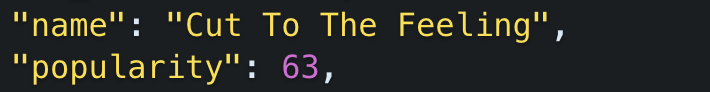 "name": "Cut To The Feeling",
"popularity": 63,